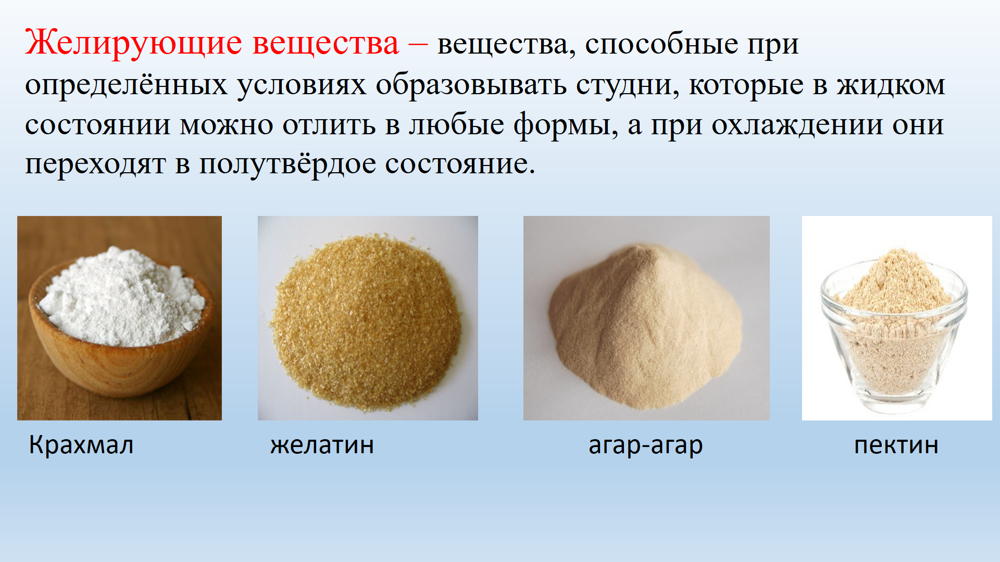 Желирующие вещества – вещества, способные при
определённых условиях образовывать студни, которые в жидком
состоянии можно отлить в любые формы, а при охлаждении они
переходят в полутвёрдое состояние.
Крахмал желатин агар-агар пектин